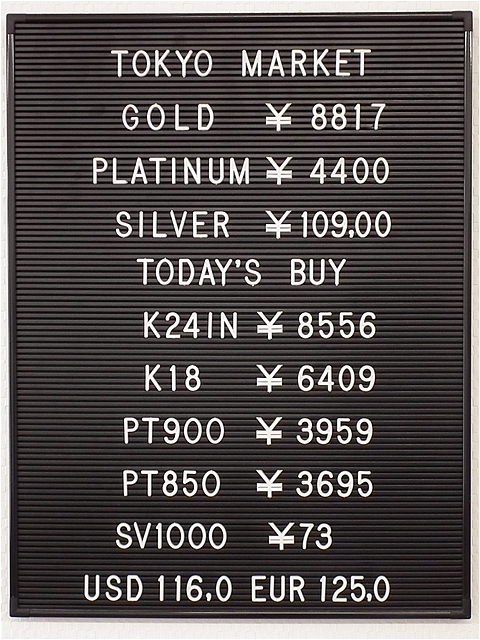 TOKYO MARKET
GOLD ¥ 8817
PLATINUM ¥ 4400
SILVER ¥109,00
TODAY'S BUY
K24IN ¥ 8556
K18 ¥ 6409
PT900 ¥ 3959
PT850 ¥ 3695
SV1000 ¥73
USD 116,0 EUR 125,0